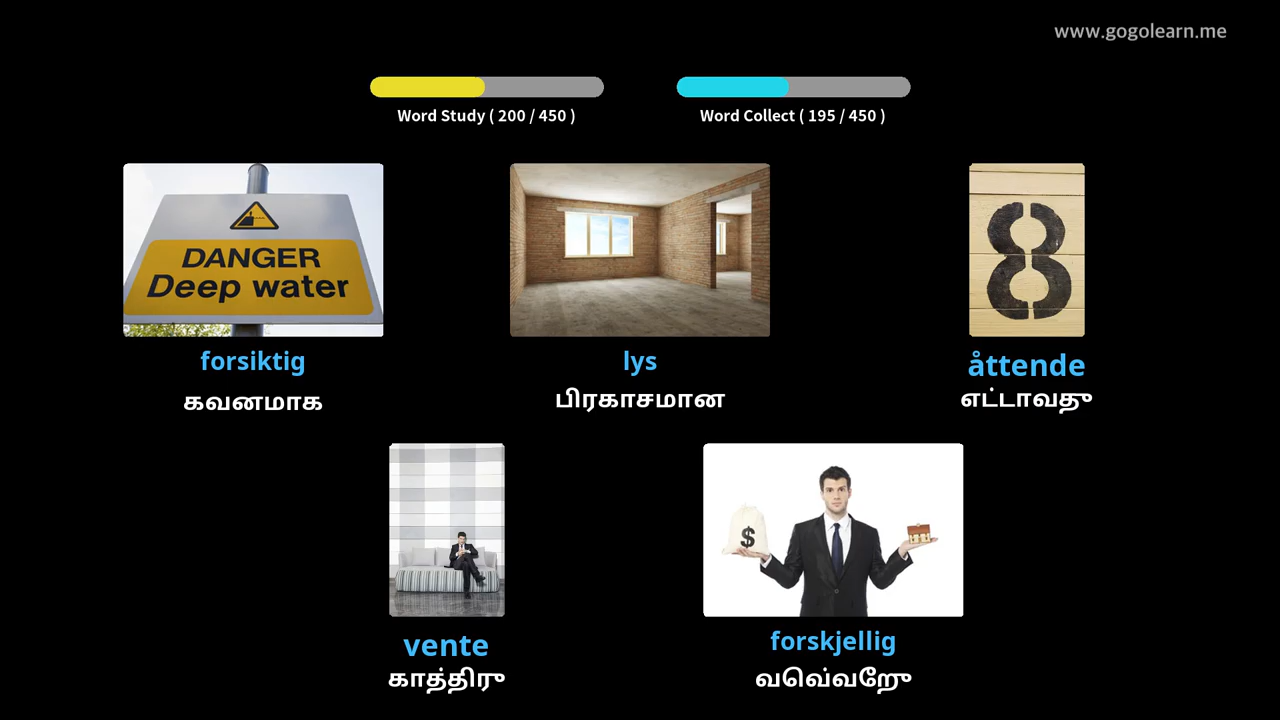 www.gogolearn.me
Word Study ( 200 / 450 )
Word Collect ( 195 / 450 )
DANGER
Deep water
8
forsiktig
lys
åttende
கவனமாக
பிரகாசமான
எட்டாவது
$
vente
forskjellig
காத்திரு
வவ்வேறு